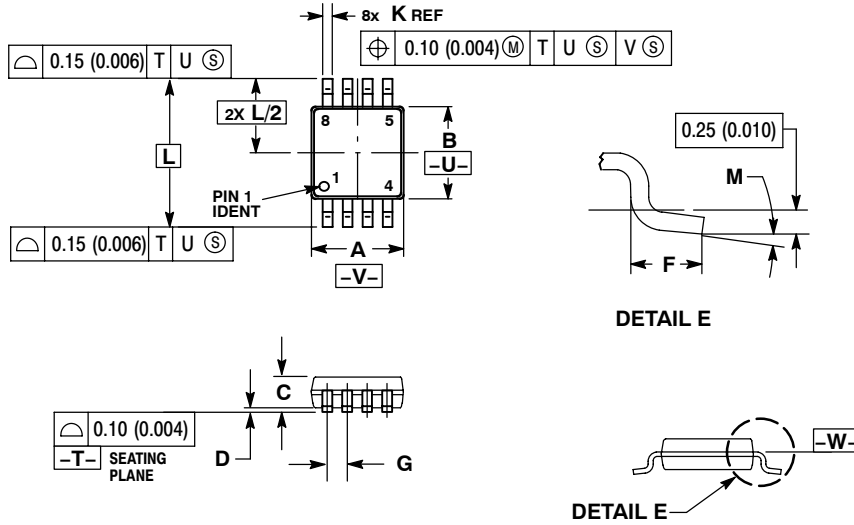 8x K REF
⌖ 0.10 (0.004) Ⓜ T U Ⓢ V Ⓢ
⌓ 0.15 (0.006) T U Ⓢ
2X L/2
8 5
B
–U–
L
PIN 1
IDENT
1
4
⌓ 0.15 (0.006) T U Ⓢ
A
–V–
0.25 (0.010)
M
F
DETAIL E
C
⌓ 0.10 (0.004)
–T– SEATING
PLANE
D
G
–W–
DETAIL E